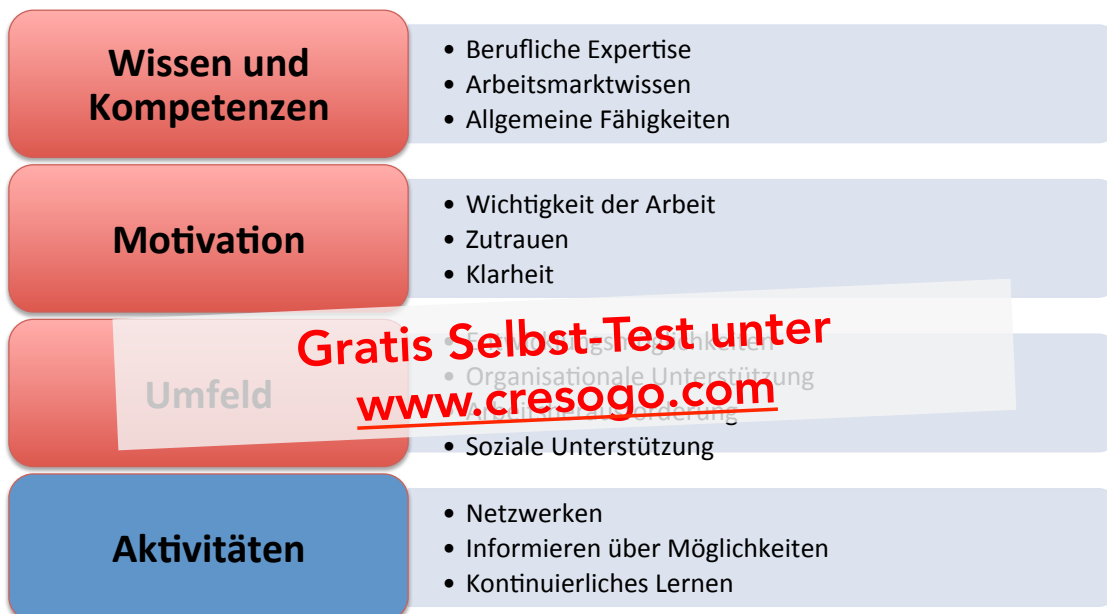 Wissen und
Kompetenzen
• Berufliche Expertise
• Arbeitsmarktwissen
• Allgemeine Fähigkeiten
Motivation
• Wichtigkeit der Arbeit
• Zutrauen
• Klarheit
Gratis Selbst-Test unter
www.cresogo.com
Umfeld
• Entwicklungsmöglichkeiten
• Organisationale Unterstützung
• Soziale Unterstützung
Aktivitäten
• Netzwerken
• Informieren über Möglichkeiten
• Kontinuierliches Lernen